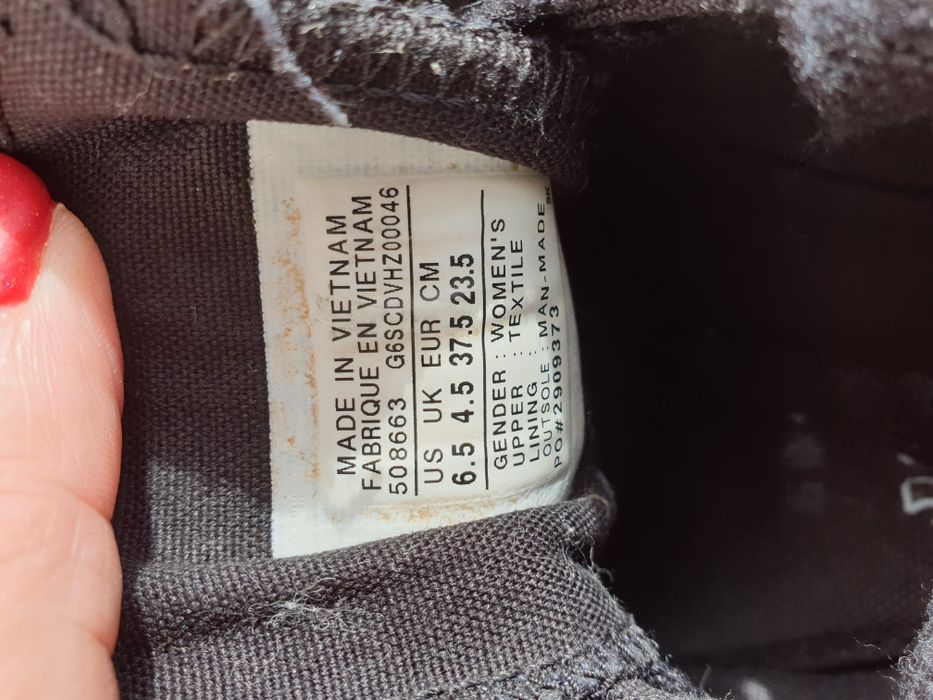 MADE IN VIETNAM
FABRIQUE EN VIETNAM
508663 G6SCDVHZ00046
US UK EUR CM
6.5 4.5 37.5 23.5
GENDER : WOMEN'S
UPPER : TEXTILE
LINING :
OUTSOLE : MAN-MADE
PO#2909373